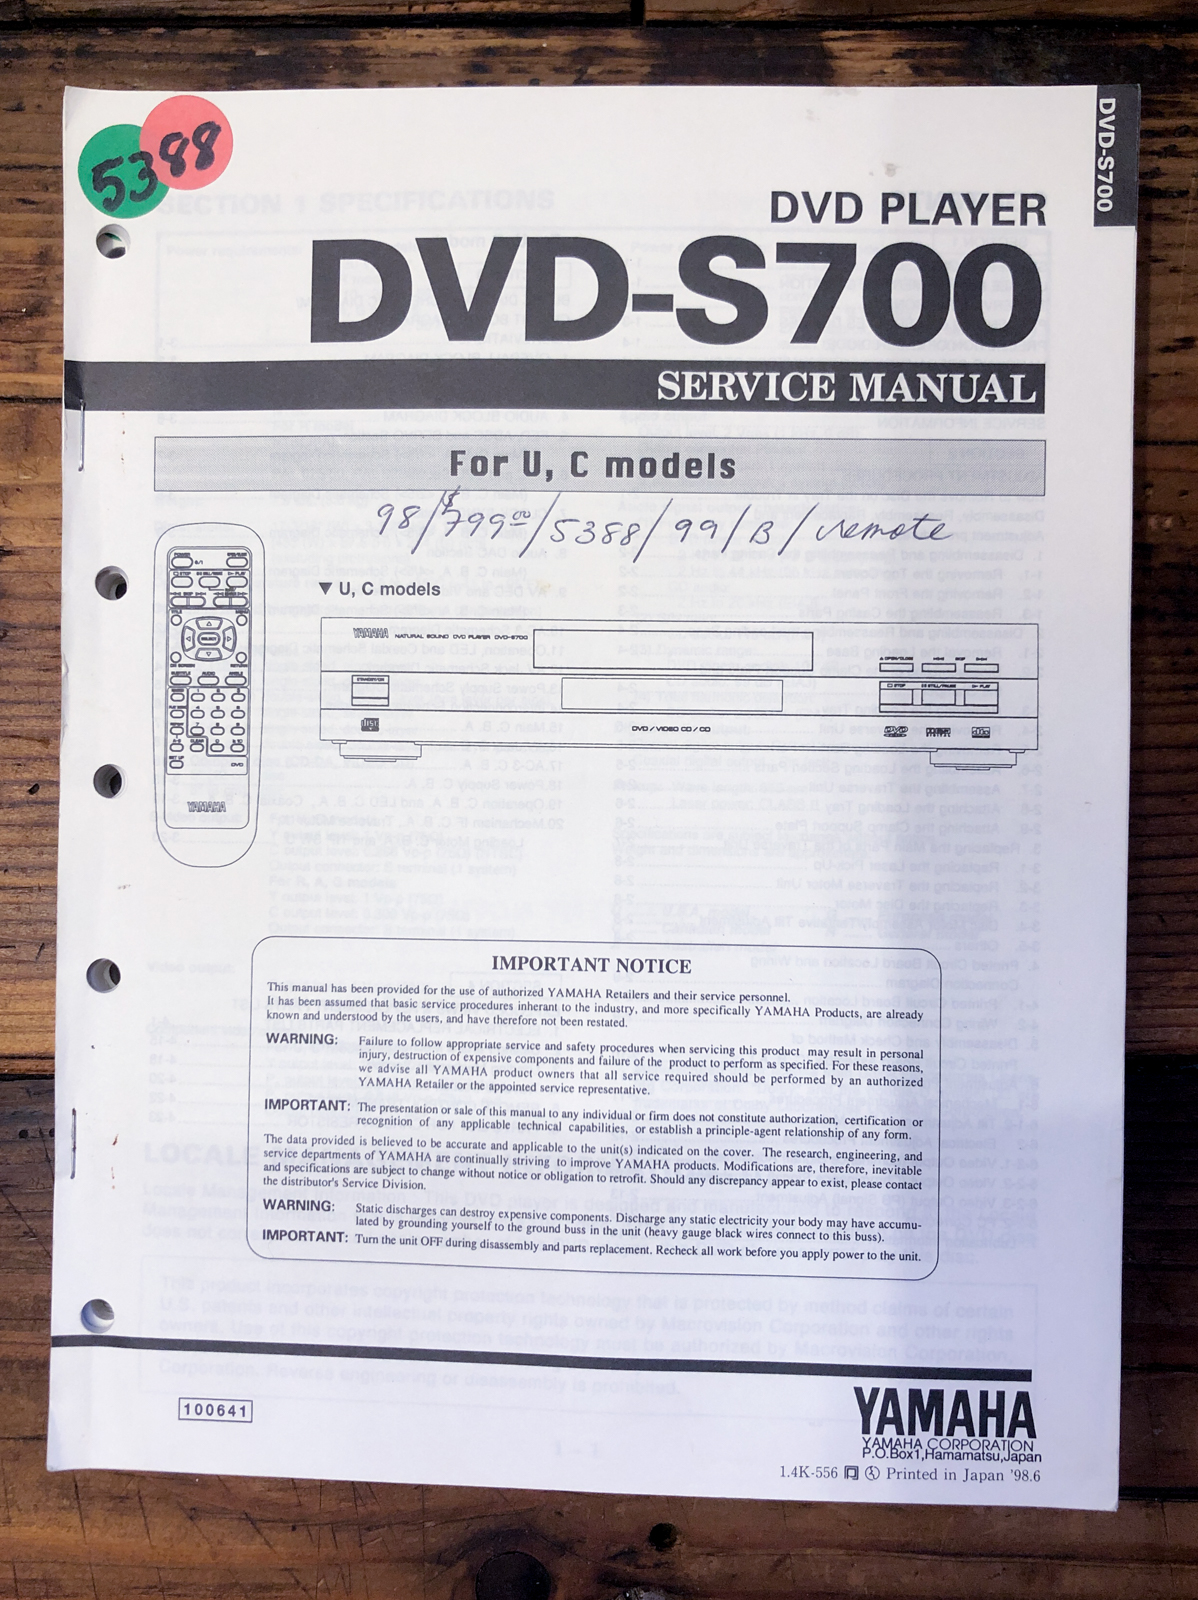 5388
DVD-S700
DVD PLAYER
DVD-S700
SERVICE MANUAL
For U, C models
98/$799.00/5388/99/B/remote
▼ U, C models
YAMAHA NATURAL SOUND DVD PLAYER DVD-S700
STANDBY/ON
OPEN/CLOSE SKIP
STOP STILL/PAUSE PLAY
DVD / VIDEO CD / CD
YAMAHA
IMPORTANT NOTICE
This manual has been provided for the use of authorized YAMAHA Retailers and their service personnel.
It has been assumed that basic service procedures inherant to the industry, and more specifically YAMAHA Products, are already
known and understood by the users, and have therefore not been restated.
WARNING: Failure to follow appropriate service and safety procedures when servicing this product may result in personal
injury, destruction of expensive components and failure of the product to perform as specified. For these reasons,
we advise all YAMAHA product owners that all service required should be performed by an authorized
YAMAHA Retailer or the appointed service representative.
IMPORTANT: The presentation or sale of this manual to any individual or firm does not constitute authorization, certification or
recognition of any applicable technical capabilities, or establish a principle-agent relationship of any form.
The data provided is believed to be accurate and applicable to the unit(s) indicated on the cover. The research, engineering, and
service departments of YAMAHA are continually striving to improve YAMAHA products. Modifications are, therefore, inevitable
and specifications are subject to change without notice or obligation to retrofit. Should any discrepancy appear to exist, please contact
the distributor's Service Division.
WARNING: Static discharges can destroy expensive components. Discharge any static electricity your body may have accumu-
lated by grounding yourself to the ground buss in the unit (heavy gauge black wires connect to this buss).
IMPORTANT: Turn the unit OFF during disassembly and parts replacement. Recheck all work before you apply power to the unit.
100641
YAMAHA
YAMAHA CORPORATION
P.O.Box1,Hamamatsu,Japan
1.4K-556 Printed in Japan '98.6